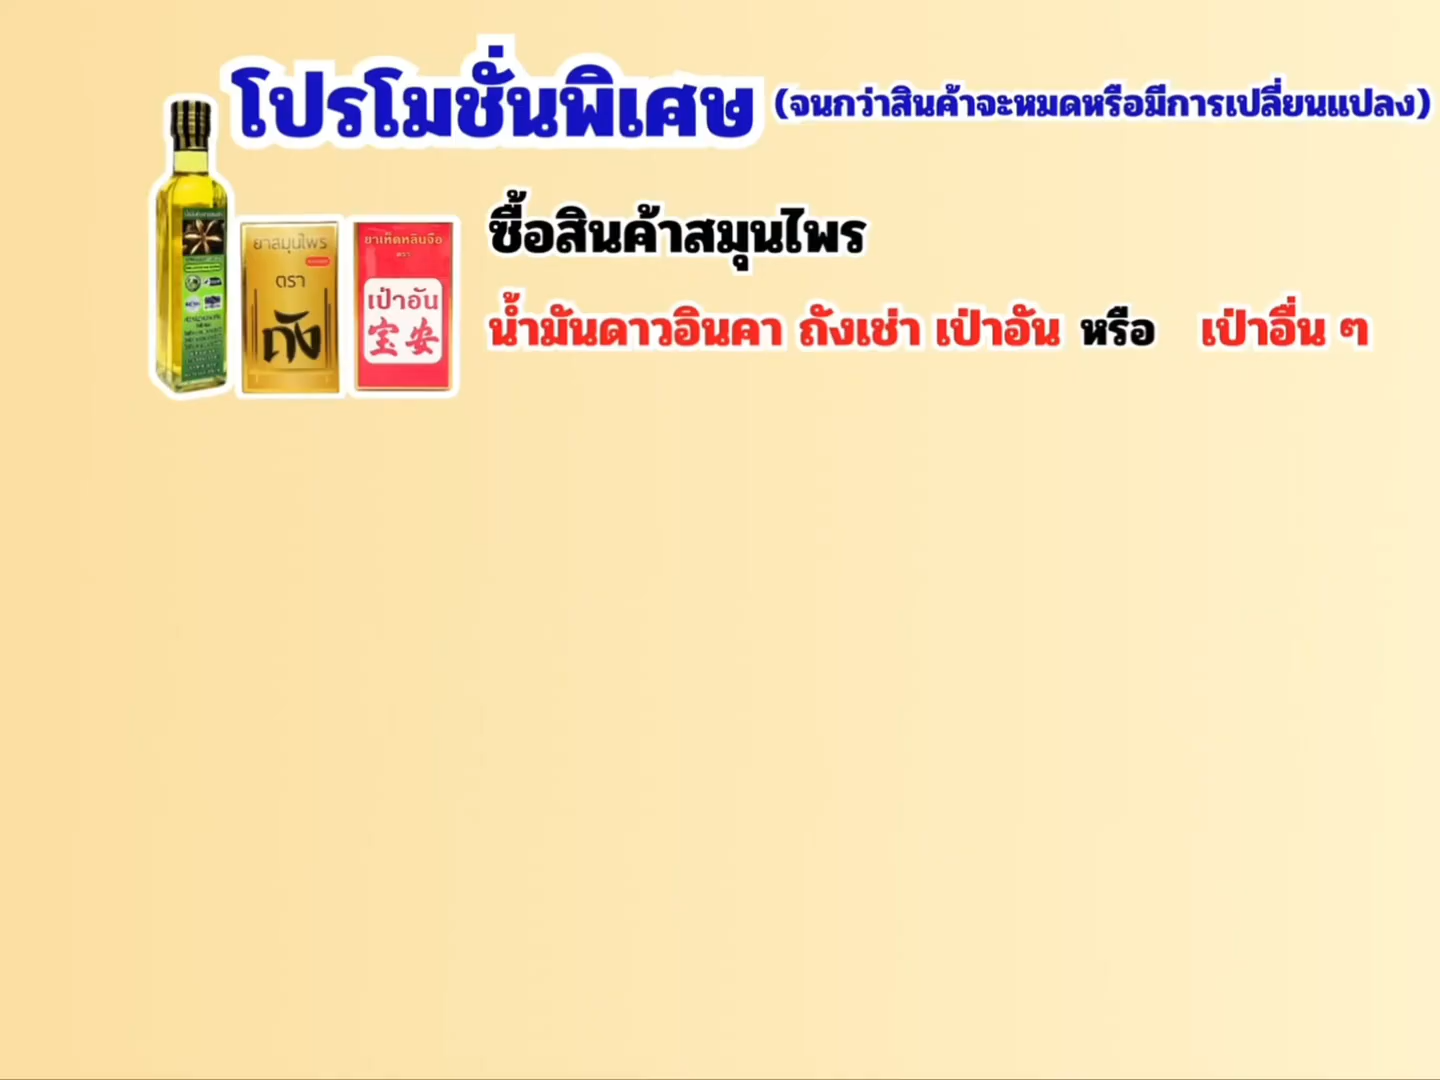 โปรโมชั่นพิเศษ (จนกว่าสินค้าจะหมดหรือมีการเปลี่ยนแปลง)
ซื้อสินค้าสมุนไพร
น้ำมันดาวอินคา ถังเช่า เป่าอัน หรือ เป่าอื่น ๆ
ยาสมุนไพร
ตรา
ถัง
ยาเห็ดหลินจือ
ตรา
เป่าอัน
宝安